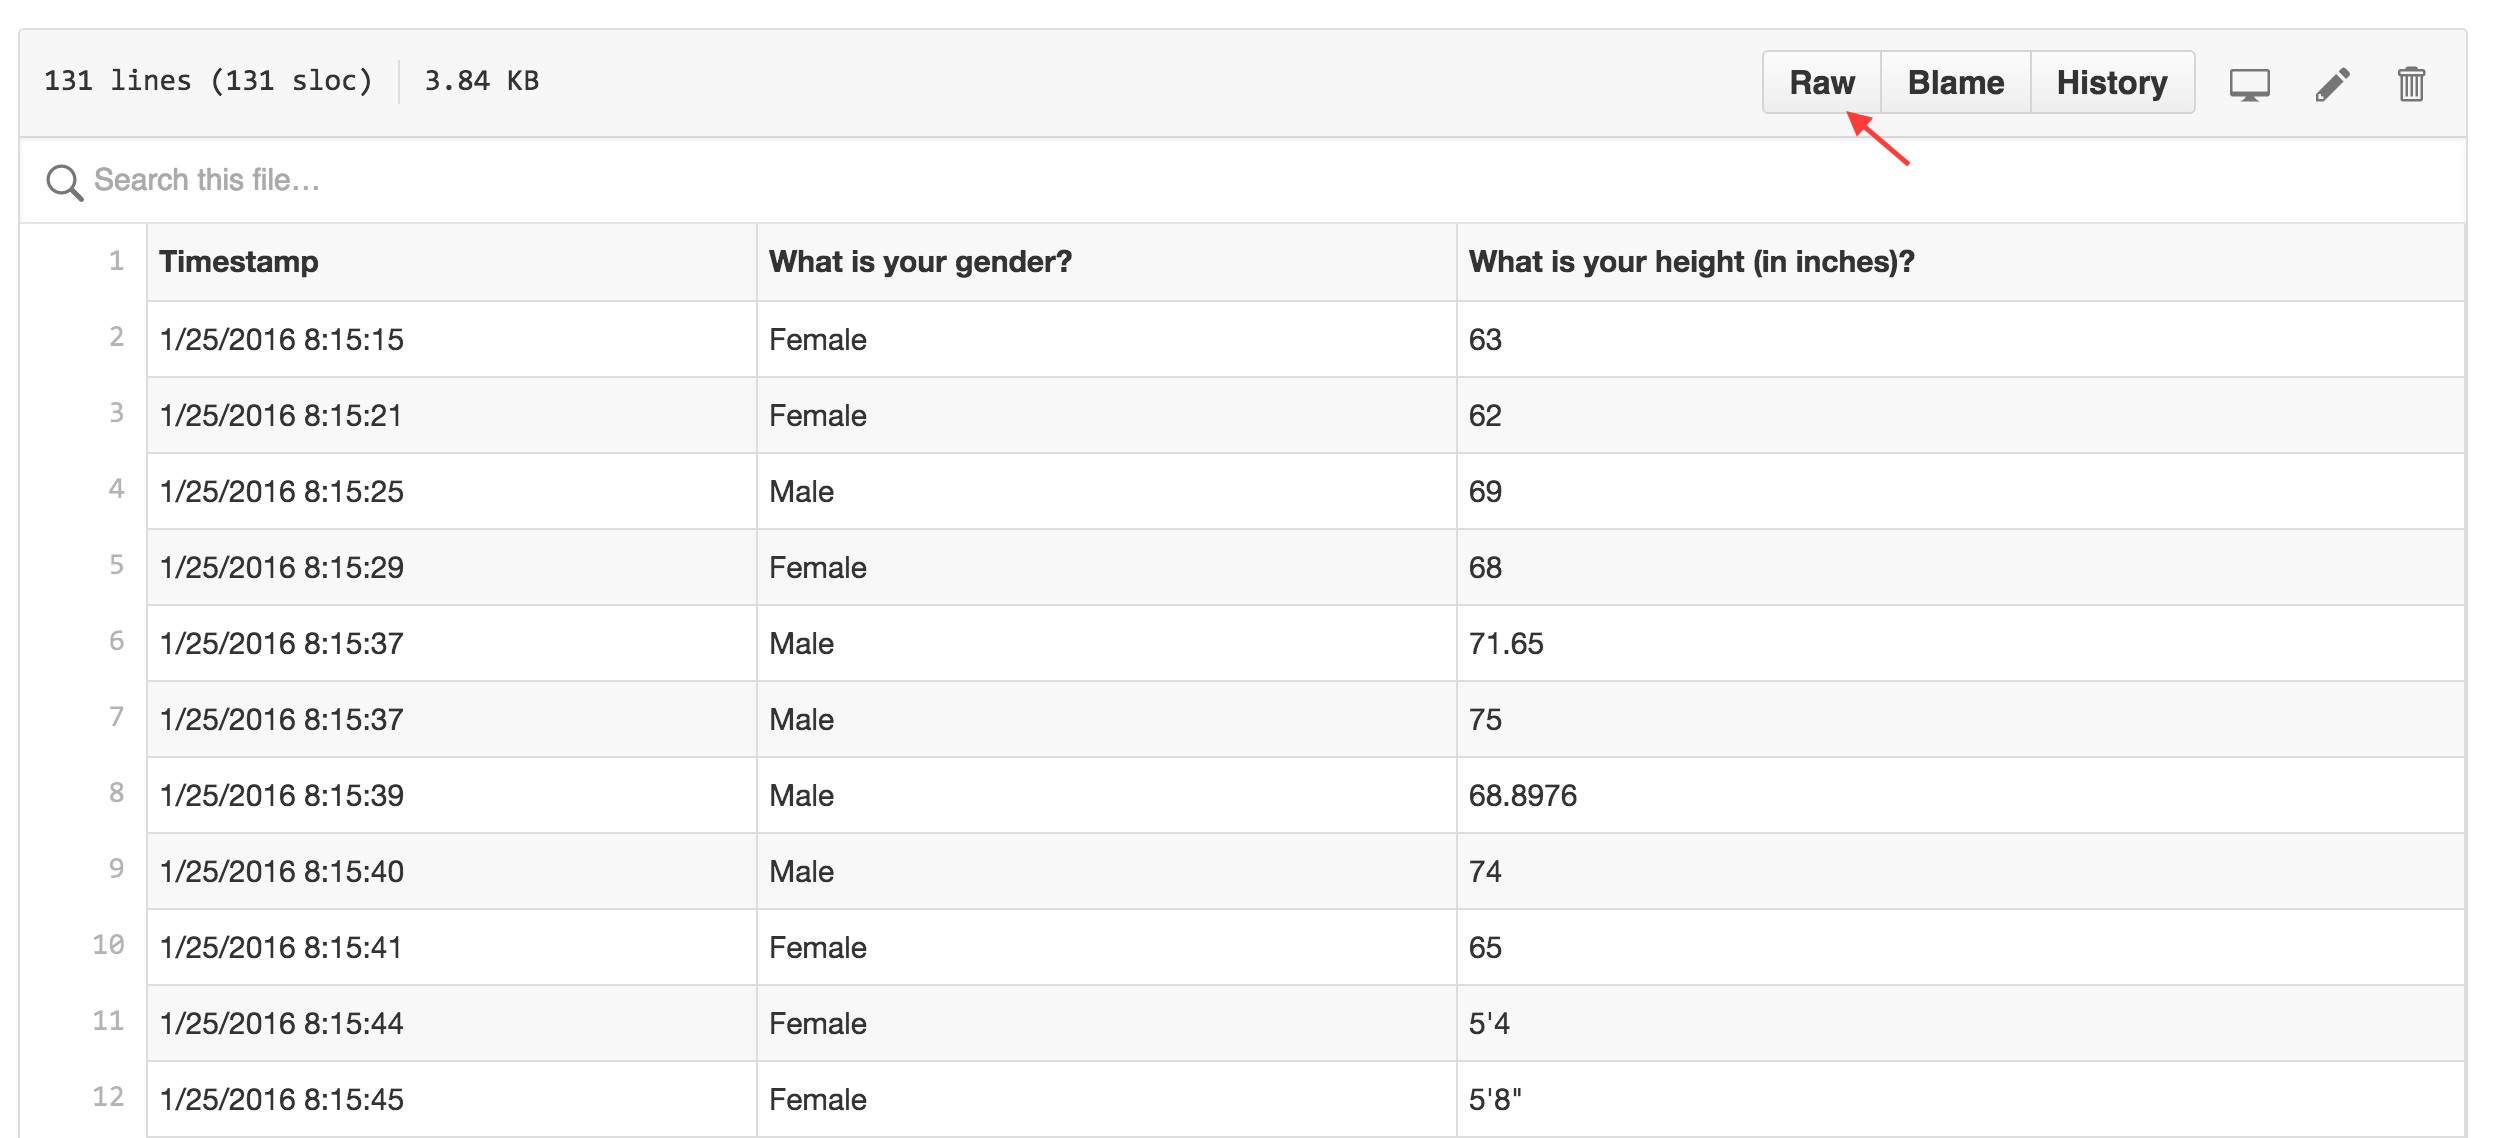 131 lines (131 sloc) 3.84 KB Raw Blame History
Search this file...
1 Timestamp What is your gender? What is your height (in inches)?
2 1/25/2016 8:15:15 Female 63
3 1/25/2016 8:15:21 Female 62
4 1/25/2016 8:15:25 Male 69
5 1/25/2016 8:15:29 Female 68
6 1/25/2016 8:15:37 Male 71.65
7 1/25/2016 8:15:37 Male 75
8 1/25/2016 8:15:39 Male 68.8976
9 1/25/2016 8:15:40 Male 74
10 1/25/2016 8:15:41 Female 65
11 1/25/2016 8:15:44 Female 5'4
12 1/25/2016 8:15:45 Female 5'8"